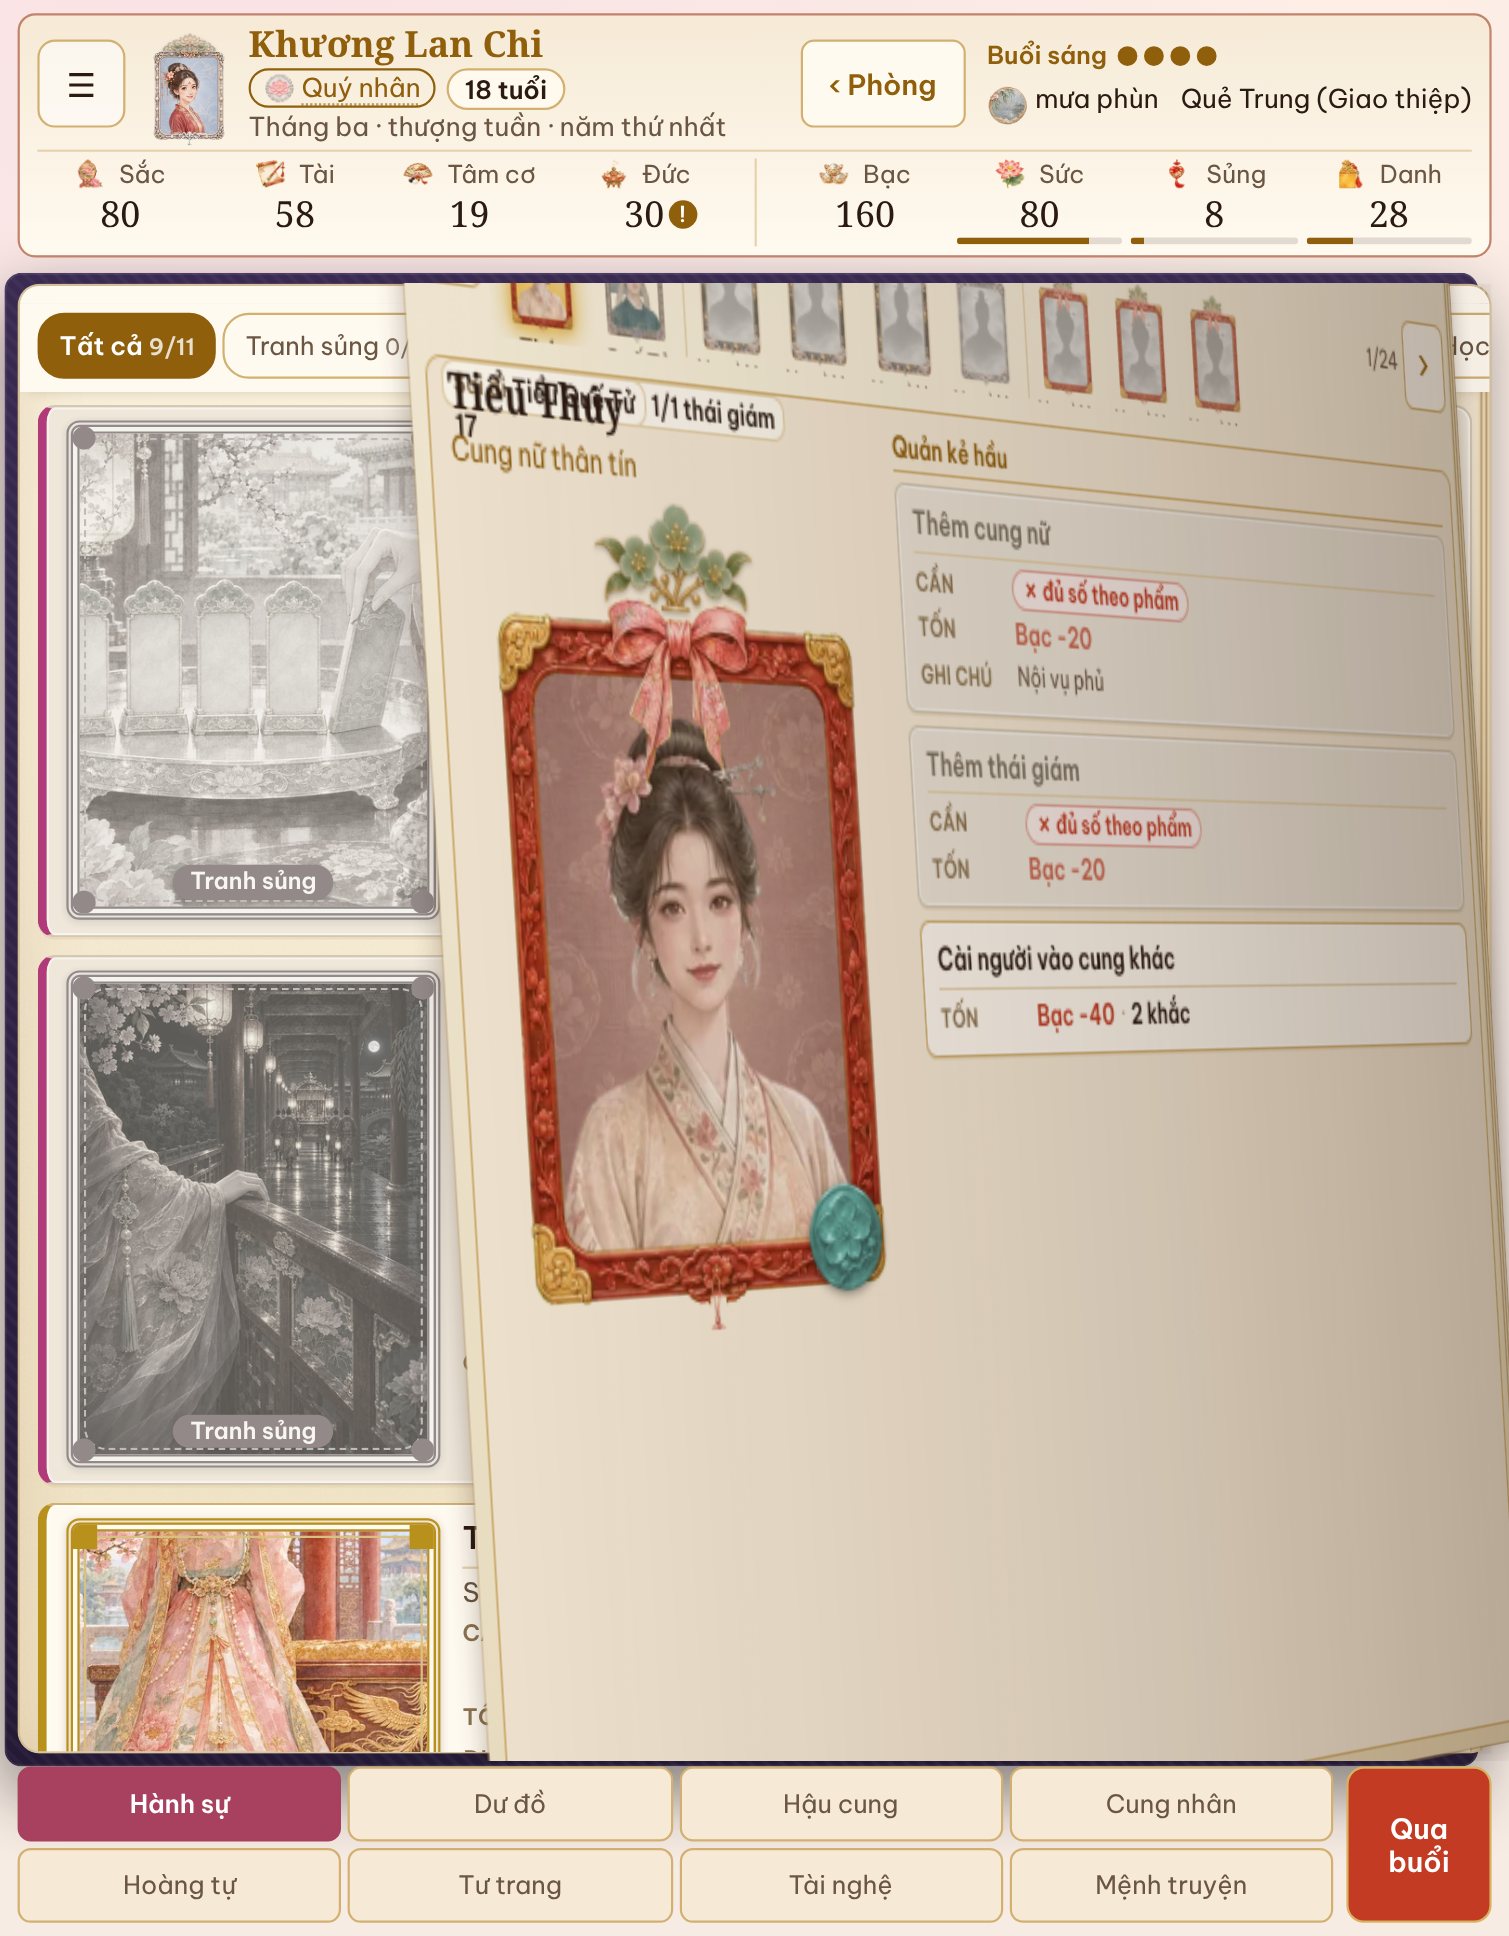 ☰
Khương Lan Chi
Quý nhân
18 tuổi
Tháng ba · thượng tuần · năm thứ nhất
‹ Phòng
Buổi sáng
mưa phùn Quẻ Trung (Giao thiệp)
Sắc Tài Tâm cơ Đức Bạc Sức Sủng Danh
80 58 19 30 ! 160 80 8 28
Tất cả 9/11
Tranh sủng 0/
1/24 ›
Tiểu Thúy
1/1 thái giám
17
Cung nữ thân tín
Tranh sủng
Tranh sủng
Quản kẻ hầu
Thêm cung nữ
CẦN × đủ số theo phẩm
TỐN Bạc -20
GHI CHÚ Nội vụ phủ
Thêm thái giám
CẦN × đủ số theo phẩm
TỐN Bạc -20
Cài người vào cung khác
TỐN Bạc -40 · 2 khắc
Hành sự
Dư đồ
Hậu cung
Cung nhân
Hoàng tự
Tư trang
Tài nghệ
Mệnh truyện
Qua
buổi